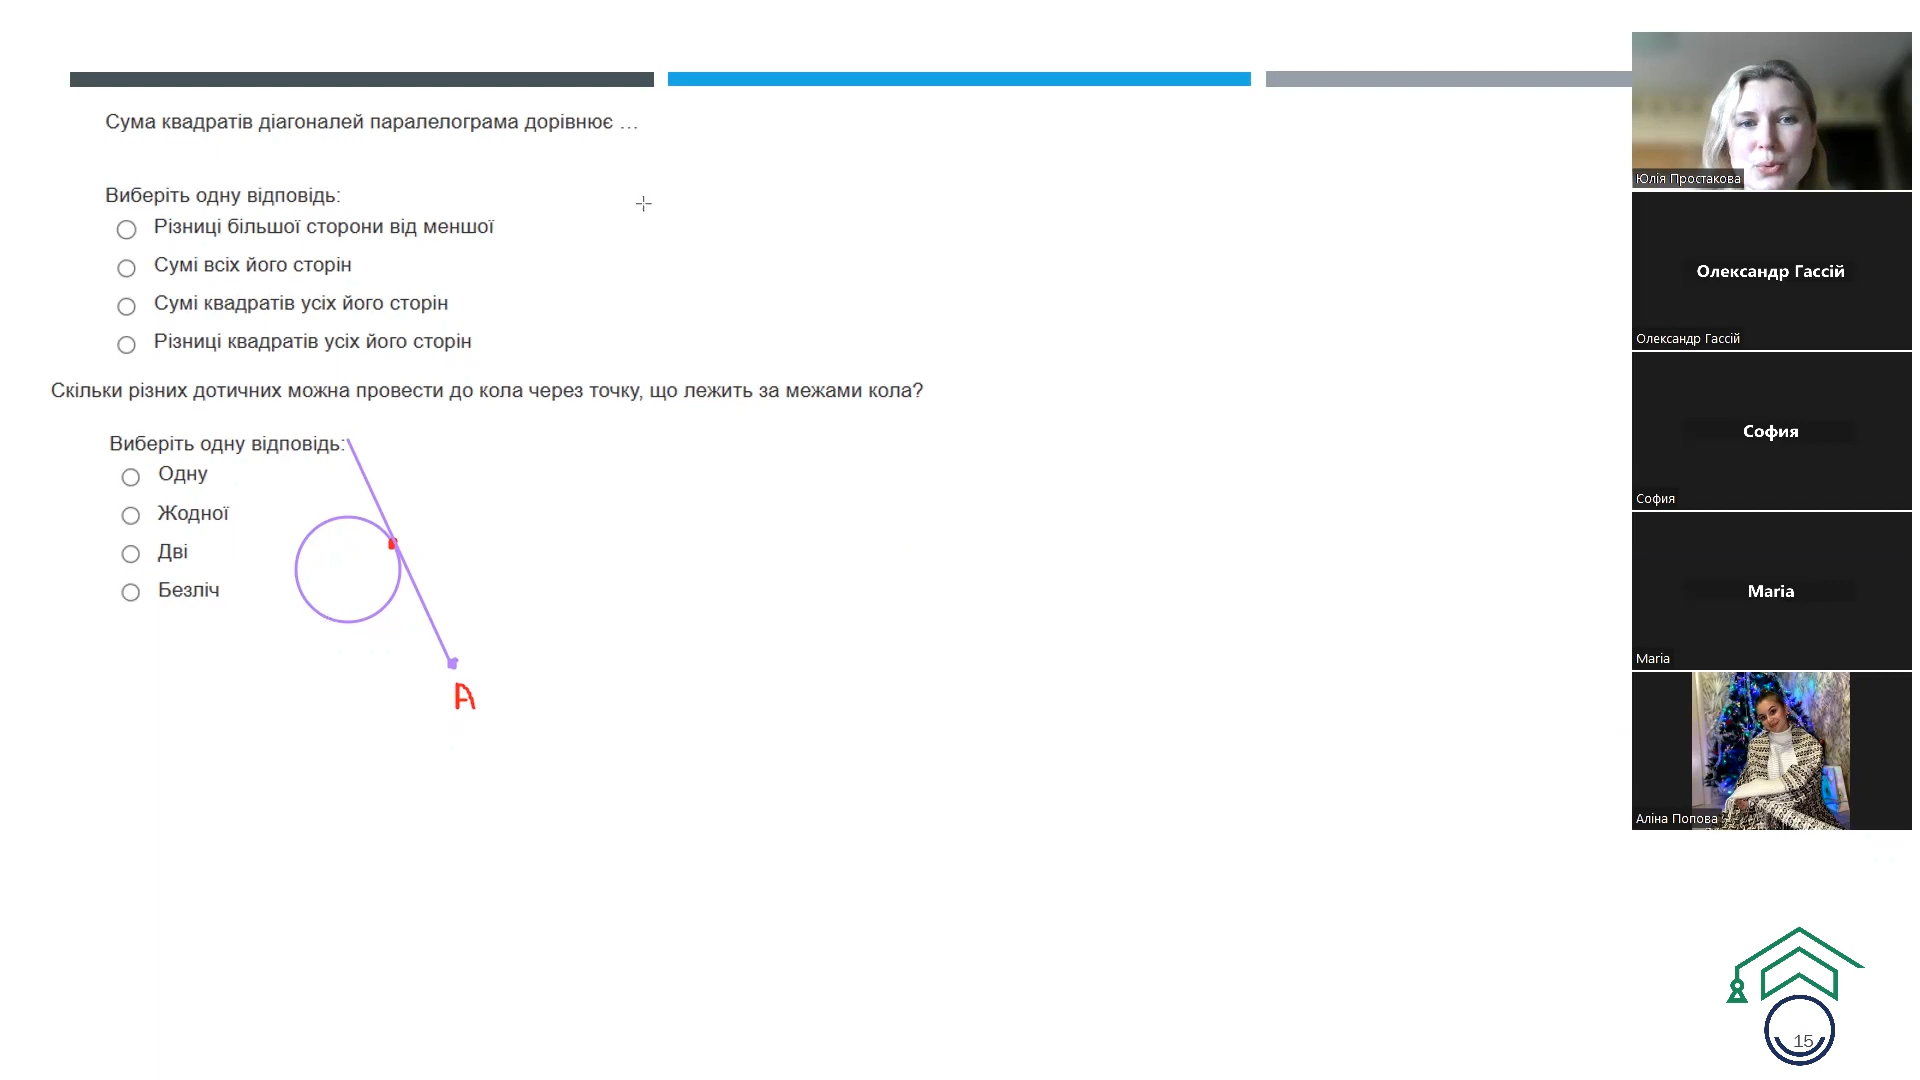 Сума квадратів діагоналей паралелограма дорівнює …
Виберіть одну відповідь:
Різниці більшої сторони від меншої
Сумі всіх його сторін
Сумі квадратів усіх його сторін
Різниці квадратів усіх його сторін
Скільки різних дотичних можна провести до кола через точку, що лежить за межами кола?
Виберіть одну відповідь:
Одну
Жодної
Дві
Безліч
A
Юлія Простакова
Олександр Гассій
Олександр Гассій
София
София
Maria
Maria
Аліна Попова
15